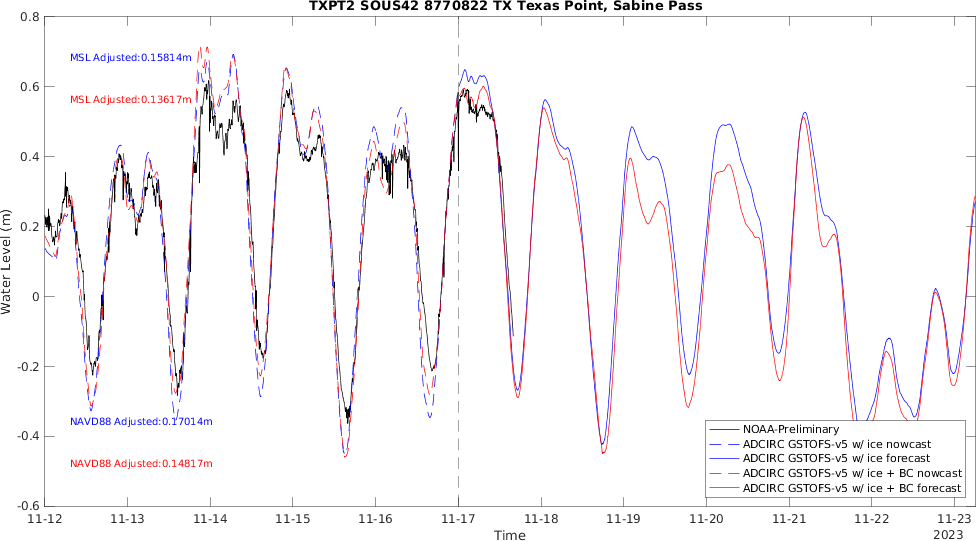 TXPT2 SOUS42 8770822 TX Texas Point, Sabine Pass
0.8
0.6
0.4
0.2
0
-0.2
-0.4
-0.6
Water Level (m)
MSL Adjusted:0.15814m
MSL Adjusted:0.13617m
NAVD88 Adjusted:0.17014m
NAVD88 Adjusted:0.14817m
NOAA-Preliminary
ADCIRC GSTOFS-v5 w/ ice nowcast
ADCIRC GSTOFS-v5 w/ ice forecast
ADCIRC GSTOFS-v5 w/ ice + BC nowcast
ADCIRC GSTOFS-v5 w/ ice + BC forecast
11-12 11-13 11-14 11-15 11-16 11-17 11-18 11-19 11-20 11-21 11-22 11-23
Time
2023